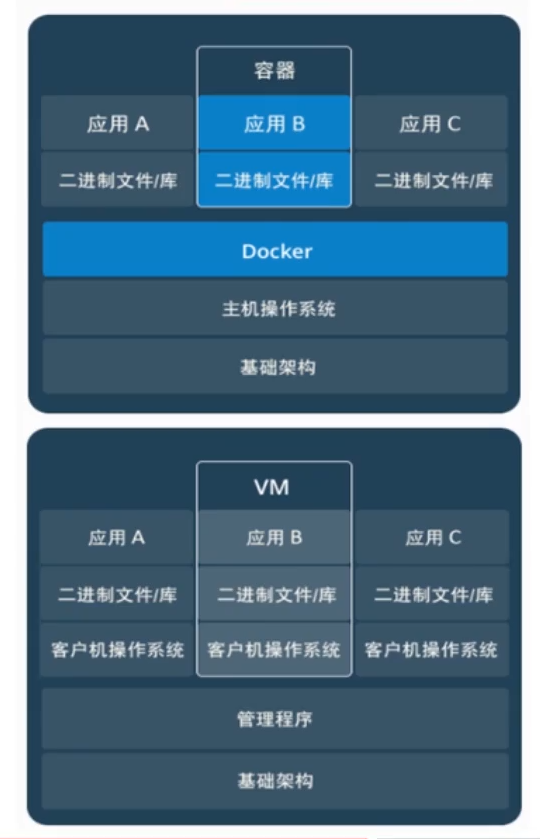 容器
应用 A 应用 B 应用 C
二进制文件/库 二进制文件/库 二进制文件/库
Docker
主机操作系统
基础架构
VM
应用 A 应用 B 应用 C
二进制文件/库 二进制文件/库 二进制文件/库
客户机操作系统 客户机操作系统 客户机操作系统
管理程序
基础架构